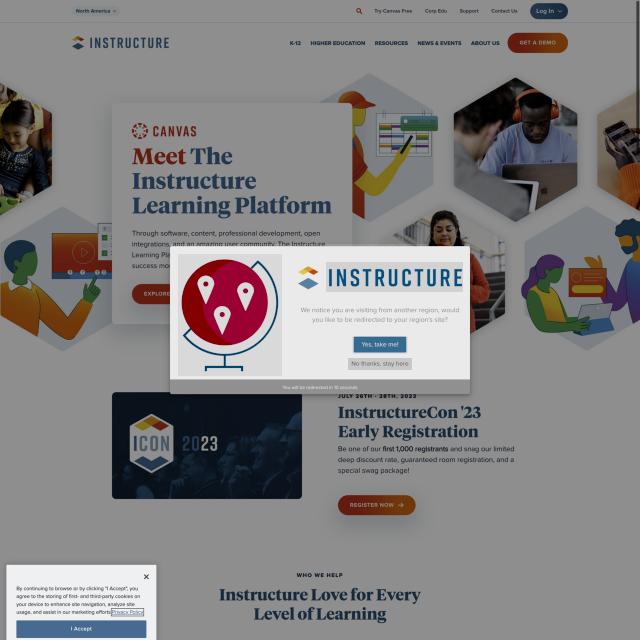 North America
Try Canvas Free
Corp Edu
Support
Contact Us
Log In
INSTRUCTURE
K-12
HIGHER EDUCATION
RESOURCES
NEWS & EVENTS
ABOUT US
GET A DEMO
CANVAS
Meet The
Instructure
Learning Platform
Through software, content, professional development, open
integrations, and an amazing user community, The Instructure
Learning
success
EXPLORE
INSTRUCTURE
We notice you are visiting from another region, would
you like to be redirected to your region's site?
Yes, take me!
No thanks, stay here
You will be redirected in 10 seconds
ICON 2023
JULY 26TH - 28TH, 2023
InstructureCon '23
Early Registration
Be one of our first 1,000 registrants and snag our limited
deep discount rate, guaranteed room registration, and a
special swag package!
REGISTER NOW
WHO WE HELP
Instructure Love for Every
Level of Learning
By continuing to browse or by clicking "I Accept", you
agree to the storing of first- and third-party cookies on
your device to enhance site navigation, analyze site
usage, and assist in our marketing efforts. Privacy Policy
I Accept